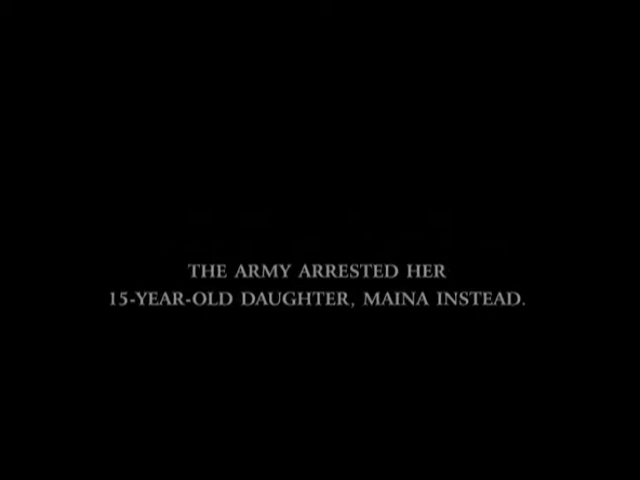 THE ARMY ARRESTED HER
15-YEAR-OLD DAUGHTER, MAINA INSTEAD.